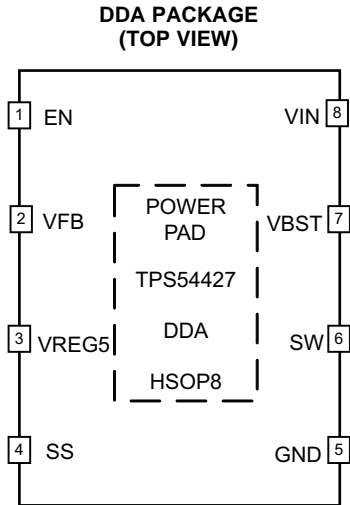 DDA PACKAGE
(TOP VIEW)
1 EN
VIN 8
2 VFB
POWER
PAD
VBST 7
TPS54427
3 VREG5
DDA
SW 6
HSOP8
4 SS
GND 5